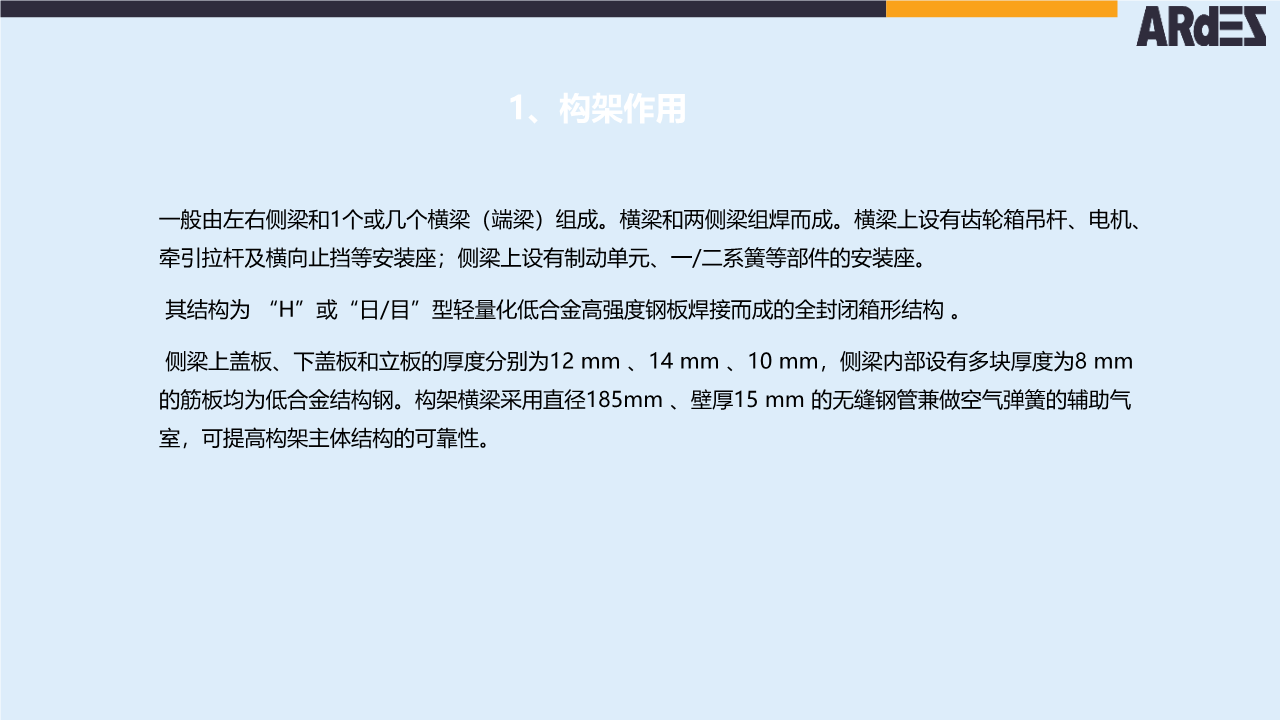 ARdEZ
1、构架作用
一般由左右侧梁和1个或几个横梁（端梁）组成。横梁和两侧梁组焊而成。横梁上设有齿轮箱吊杆、电机、
牵引拉杆及横向止挡等安装座；侧梁上设有制动单元、一/二系簧等部件的安装座。
其结构为 “H”或“日/目”型轻量化低合金高强度钢板焊接而成的全封闭箱形结构 。
侧梁上盖板、下盖板和立板的厚度分别为12 mm 、14 mm 、10 mm，侧梁内部设有多块厚度为8 mm
的筋板均为低合金结构钢。构架横梁采用直径185mm 、壁厚15 mm 的无缝钢管兼做空气弹簧的辅助气
室，可提高构架主体结构的可靠性。